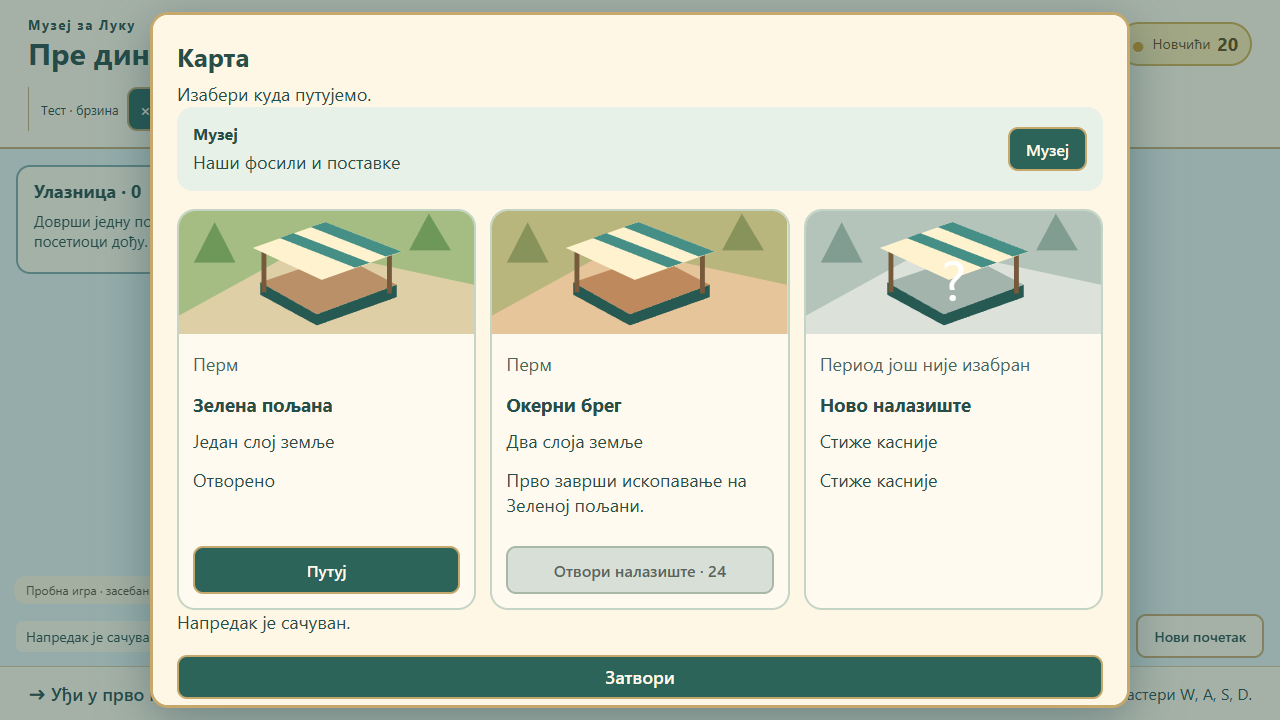 Музеј за Луку
Пре дин
Новчићи 20
Тест · брзина
×
Улазница · 0
Доврши једну по
посетиоци дођу.
Карта
Изабери куда путујемо.
Музеј
Наши фосили и поставке
Музеј
Перм
Зелена пољана
Један слој земље
Отворено
Путуј
Перм
Окерни брег
Два слоја земље
Прво заврши ископавање на
Зеленој пољани.
Отвори налазиште · 24
?
Период још није изабран
Ново налазиште
Стиже касније
Стиже касније
Напредак је сачуван.
Затвори
Пробна игра · засебан
Напредак је сачува
Нови почетак
→ Уђи у прво
астери W, A, S, D.